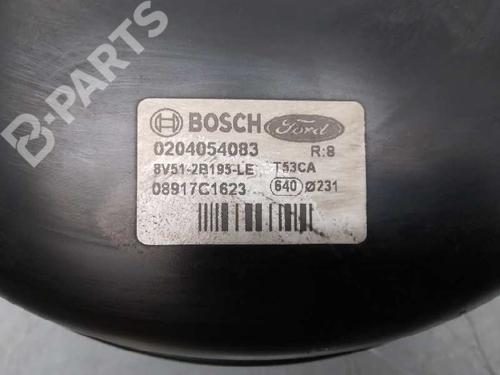 B-PARTS
BOSCH Ford
0204054083 R:8
8V51-2B195-LE T53CA
08917C1623 640 Ø231